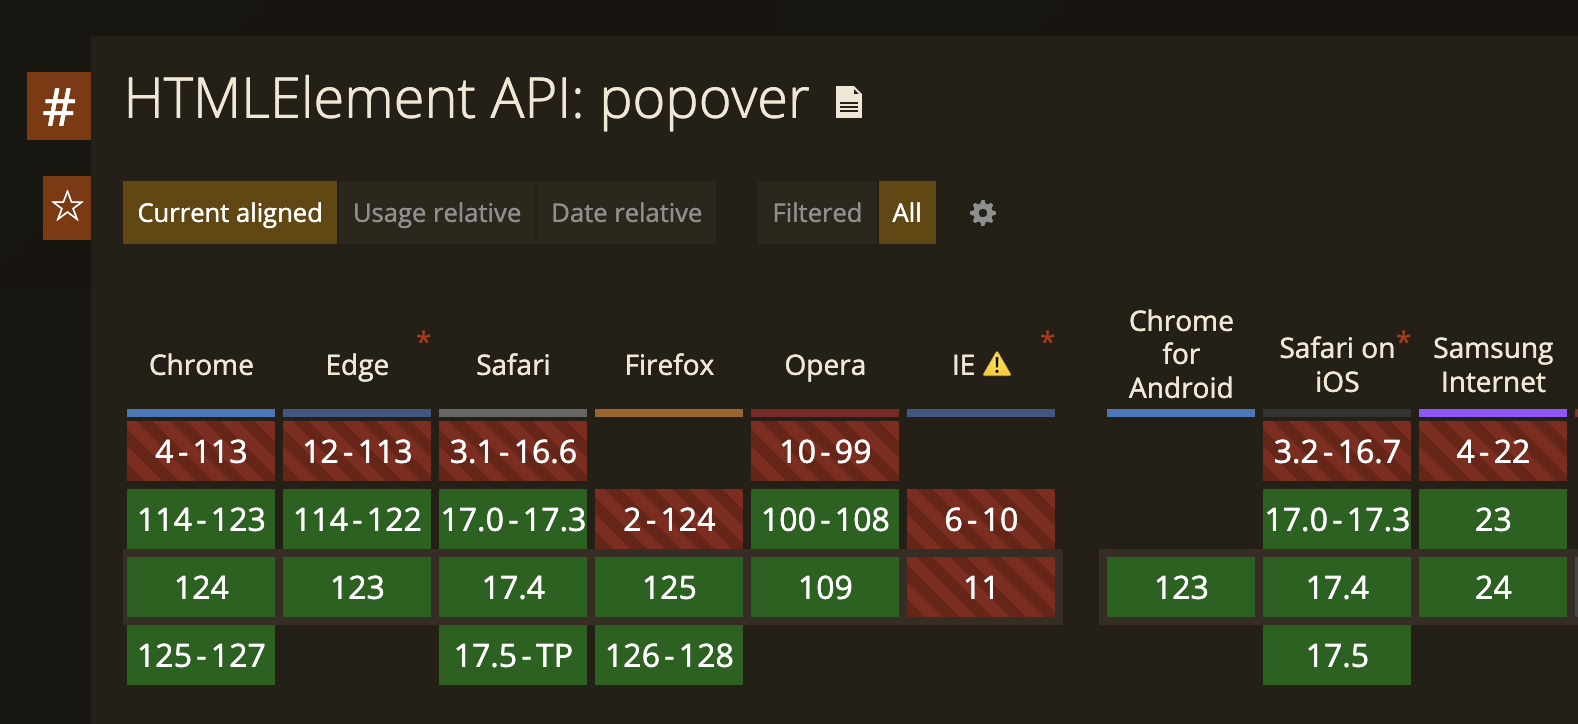 #
HTMLElement API: popover
Current aligned Usage relative Date relative Filtered All
Chrome Edge * Safari Firefox Opera IE * Chrome for Android Safari on iOS * Samsung Internet
4-113 12-113 3.1-16.6 10-99 3.2-16.7 4-22
114-123 114-122 17.0-17.3 2-124 100-108 6-10 17.0-17.3 23
124 123 17.4 125 109 11 123 17.4 24
125-127 17.5-TP 126-128 17.5